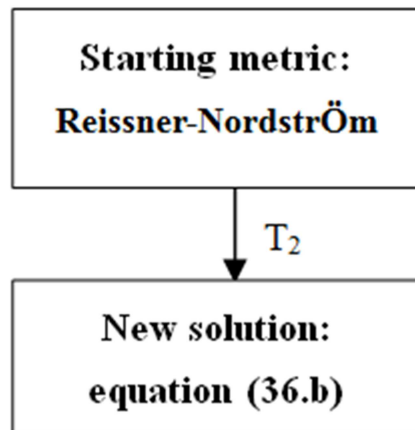 Starting metric:
Reissner-NordstrÖm
T₂
New solution:
equation (36.b)